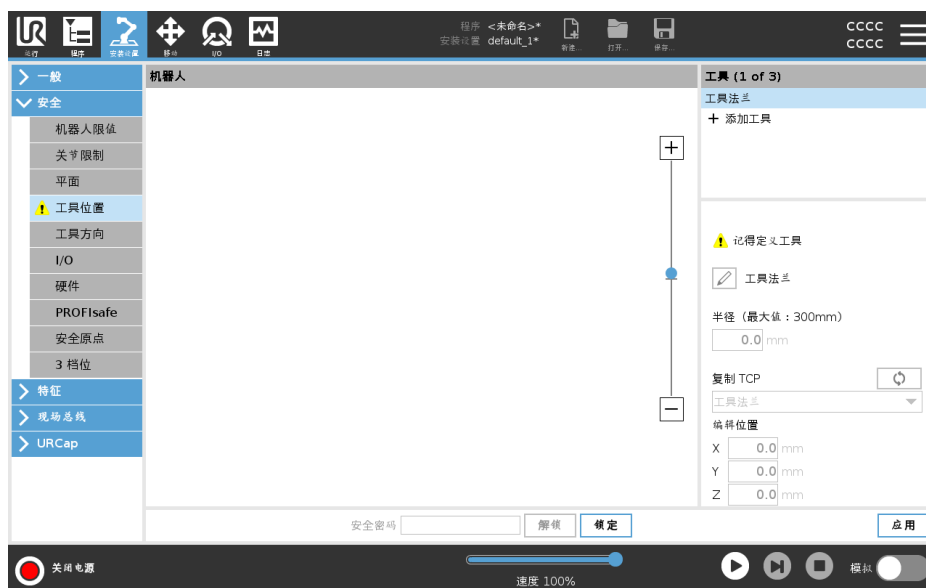 程序 <未命名>*
安装设置 default_1*
新建...
打开...
保存...
CCCC
CCCC
运行
程序
安装设置
移动
I/O
日志
一般
安全
机器人限值
关节限制
平面
工具位置
工具方向
I/O
硬件
PROFIsafe
安全原点
3 档位
特征
现场总线
URCap
机器人
工具 (1 of 3)
工具法兰
+ 添加工具
记得定义工具
工具法兰
半径（最大值：300mm）
0.0 mm
复制 TCP
工具法兰
编辑位置
X 0.0 mm
Y 0.0 mm
Z 0.0 mm
安全密码
解锁
锁定
应用
关闭电源
速度 100%
模拟